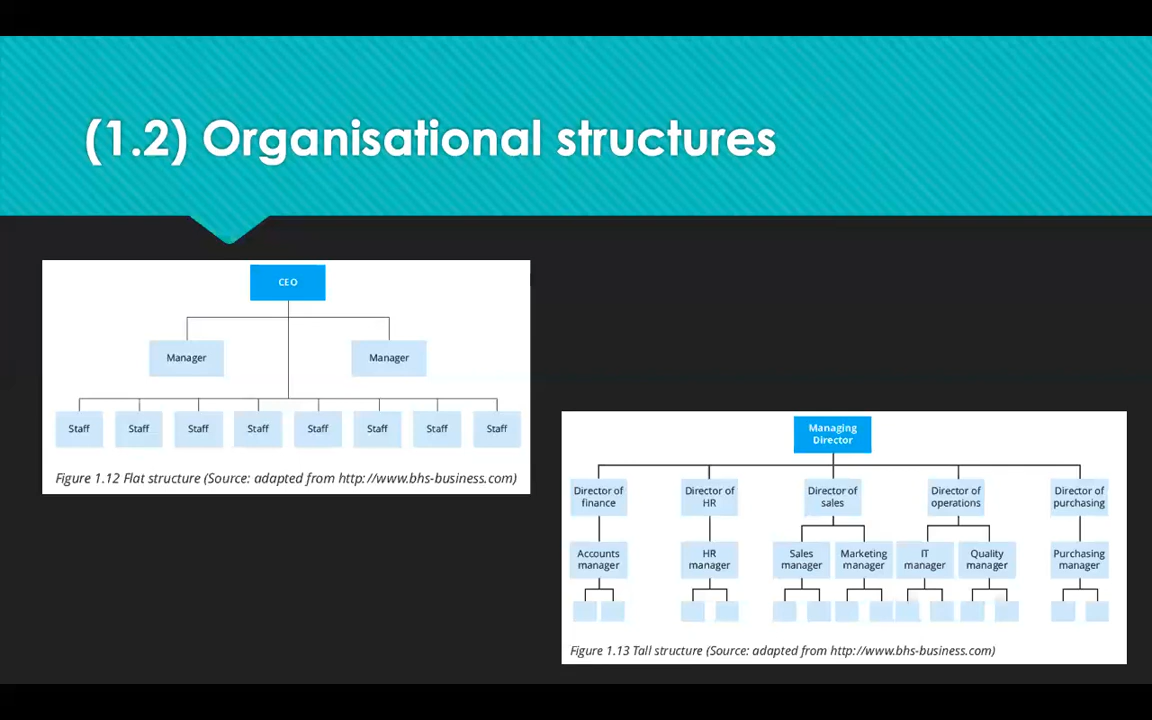 (1.2) Organisational structures
CEO
Manager Manager
Staff Staff Staff Staff Staff Staff Staff Staff
Figure 1.12 Flat structure (Source: adapted from http://www.bhs-business.com)
Managing
Director
Director of Director of Director of Director of Director of
finance HR sales operations purchasing
Accounts HR Sales Marketing IT Quality Purchasing
manager manager manager manager manager manager manager
Figure 1.13 Tall structure (Source: adapted from http://www.bhs-business.com)